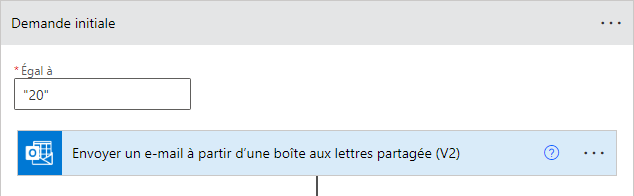 Demande initiale
* Égal à
"20"
Envoyer un e-mail à partir d’une boîte aux lettres partagée (V2)